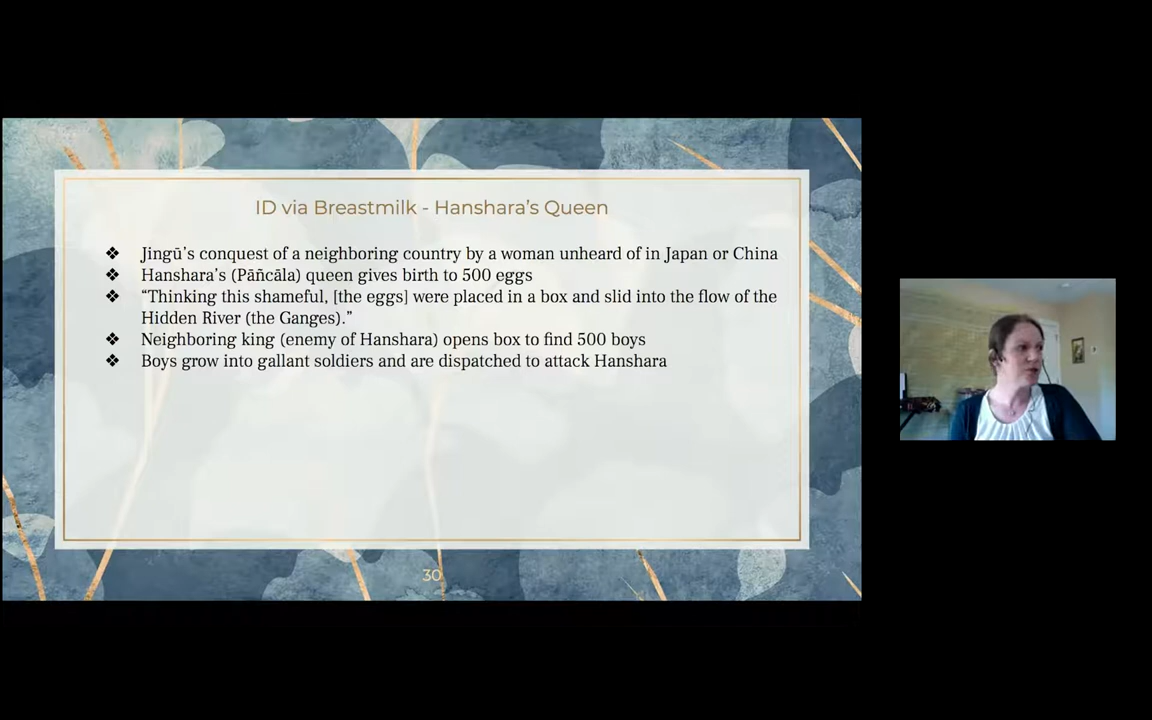 ID via Breastmilk - Hanshara’s Queen
❖ Jingū’s conquest of a neighboring country by a woman unheard of in Japan or China
❖ Hanshara’s (Pāñcāla) queen gives birth to 500 eggs
❖ “Thinking this shameful, [the eggs] were placed in a box and slid into the flow of the
Hidden River (the Ganges).”
❖ Neighboring king (enemy of Hanshara) opens box to find 500 boys
❖ Boys grow into gallant soldiers and are dispatched to attack Hanshara
30